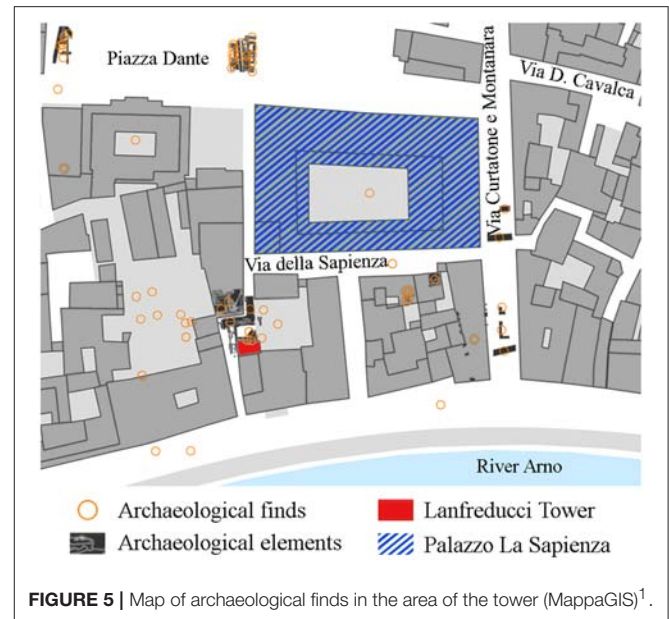 Piazza Dante
Via D. Cavalca
Via Curtatone e Montanara
Via della Sapienza
River Arno
Archaeological finds
Lanfreducci Tower
Archaeological elements
Palazzo La Sapienza
FIGURE 5 | Map of archaeological finds in the area of the tower (MappaGIS)1.